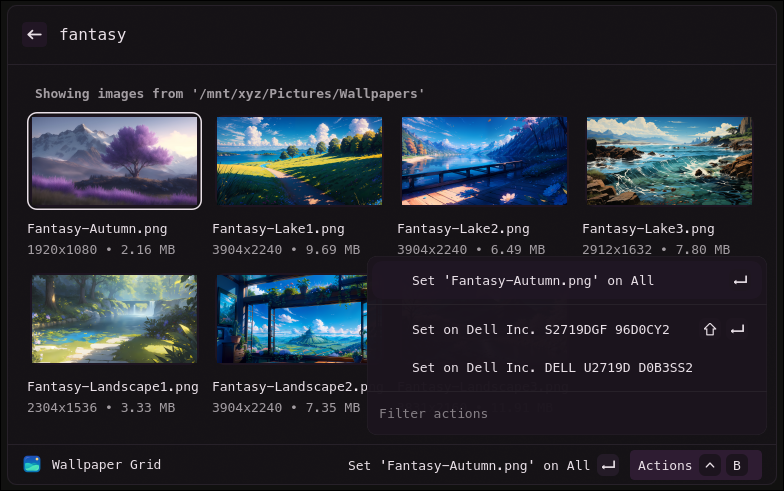 fantasy
Showing images from '/mnt/xyz/Pictures/Wallpapers'
Fantasy-Autumn.png
1920x1080 • 2.16 MB
Fantasy-Lake1.png
3904x2240 • 9.69 MB
Fantasy-Lake2.png
3904x2240 • 6.49 MB
Fantasy-Lake3.png
2912x1632 • 7.80 MB
Fantasy-Landscape1.png
2304x1536 • 3.33 MB
Fantasy-Landscape2.p
3904x2240 • 7.35 MB
Set 'Fantasy-Autumn.png' on All
Set on Dell Inc. S2719DGF 96D0CY2
Set on Dell Inc. DELL U2719D D0B3SS2
Filter actions
Wallpaper Grid
Set 'Fantasy-Autumn.png' on All
Actions B